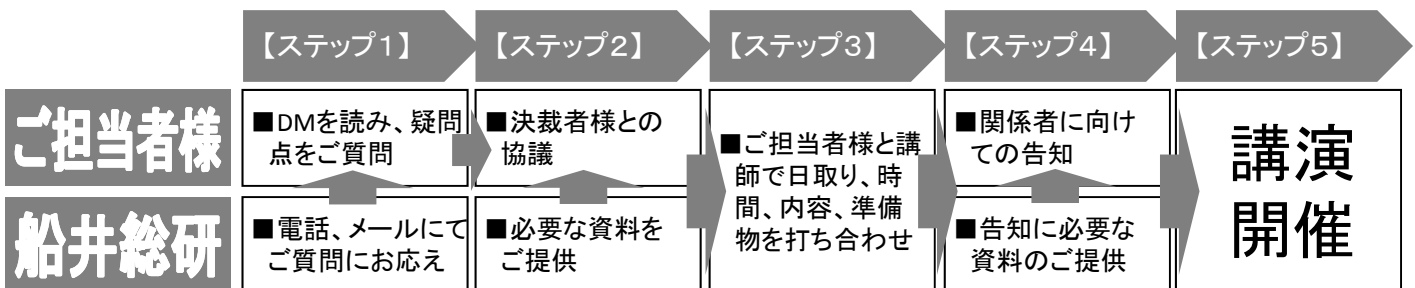 【ステップ1】
【ステップ2】
【ステップ3】
【ステップ4】
【ステップ5】
ご担当者様
■DMを読み、疑問
点をご質問
■決裁者様との
協議
■ご担当者様と講
師で日取り、時
間、内容、準備
物を打ち合わせ
■関係者に向け
ての告知
講演
開催
船井総研
■電話、メールにて
ご質問にお応え
■必要な資料を
ご提供
■告知に必要な
資料のご提供